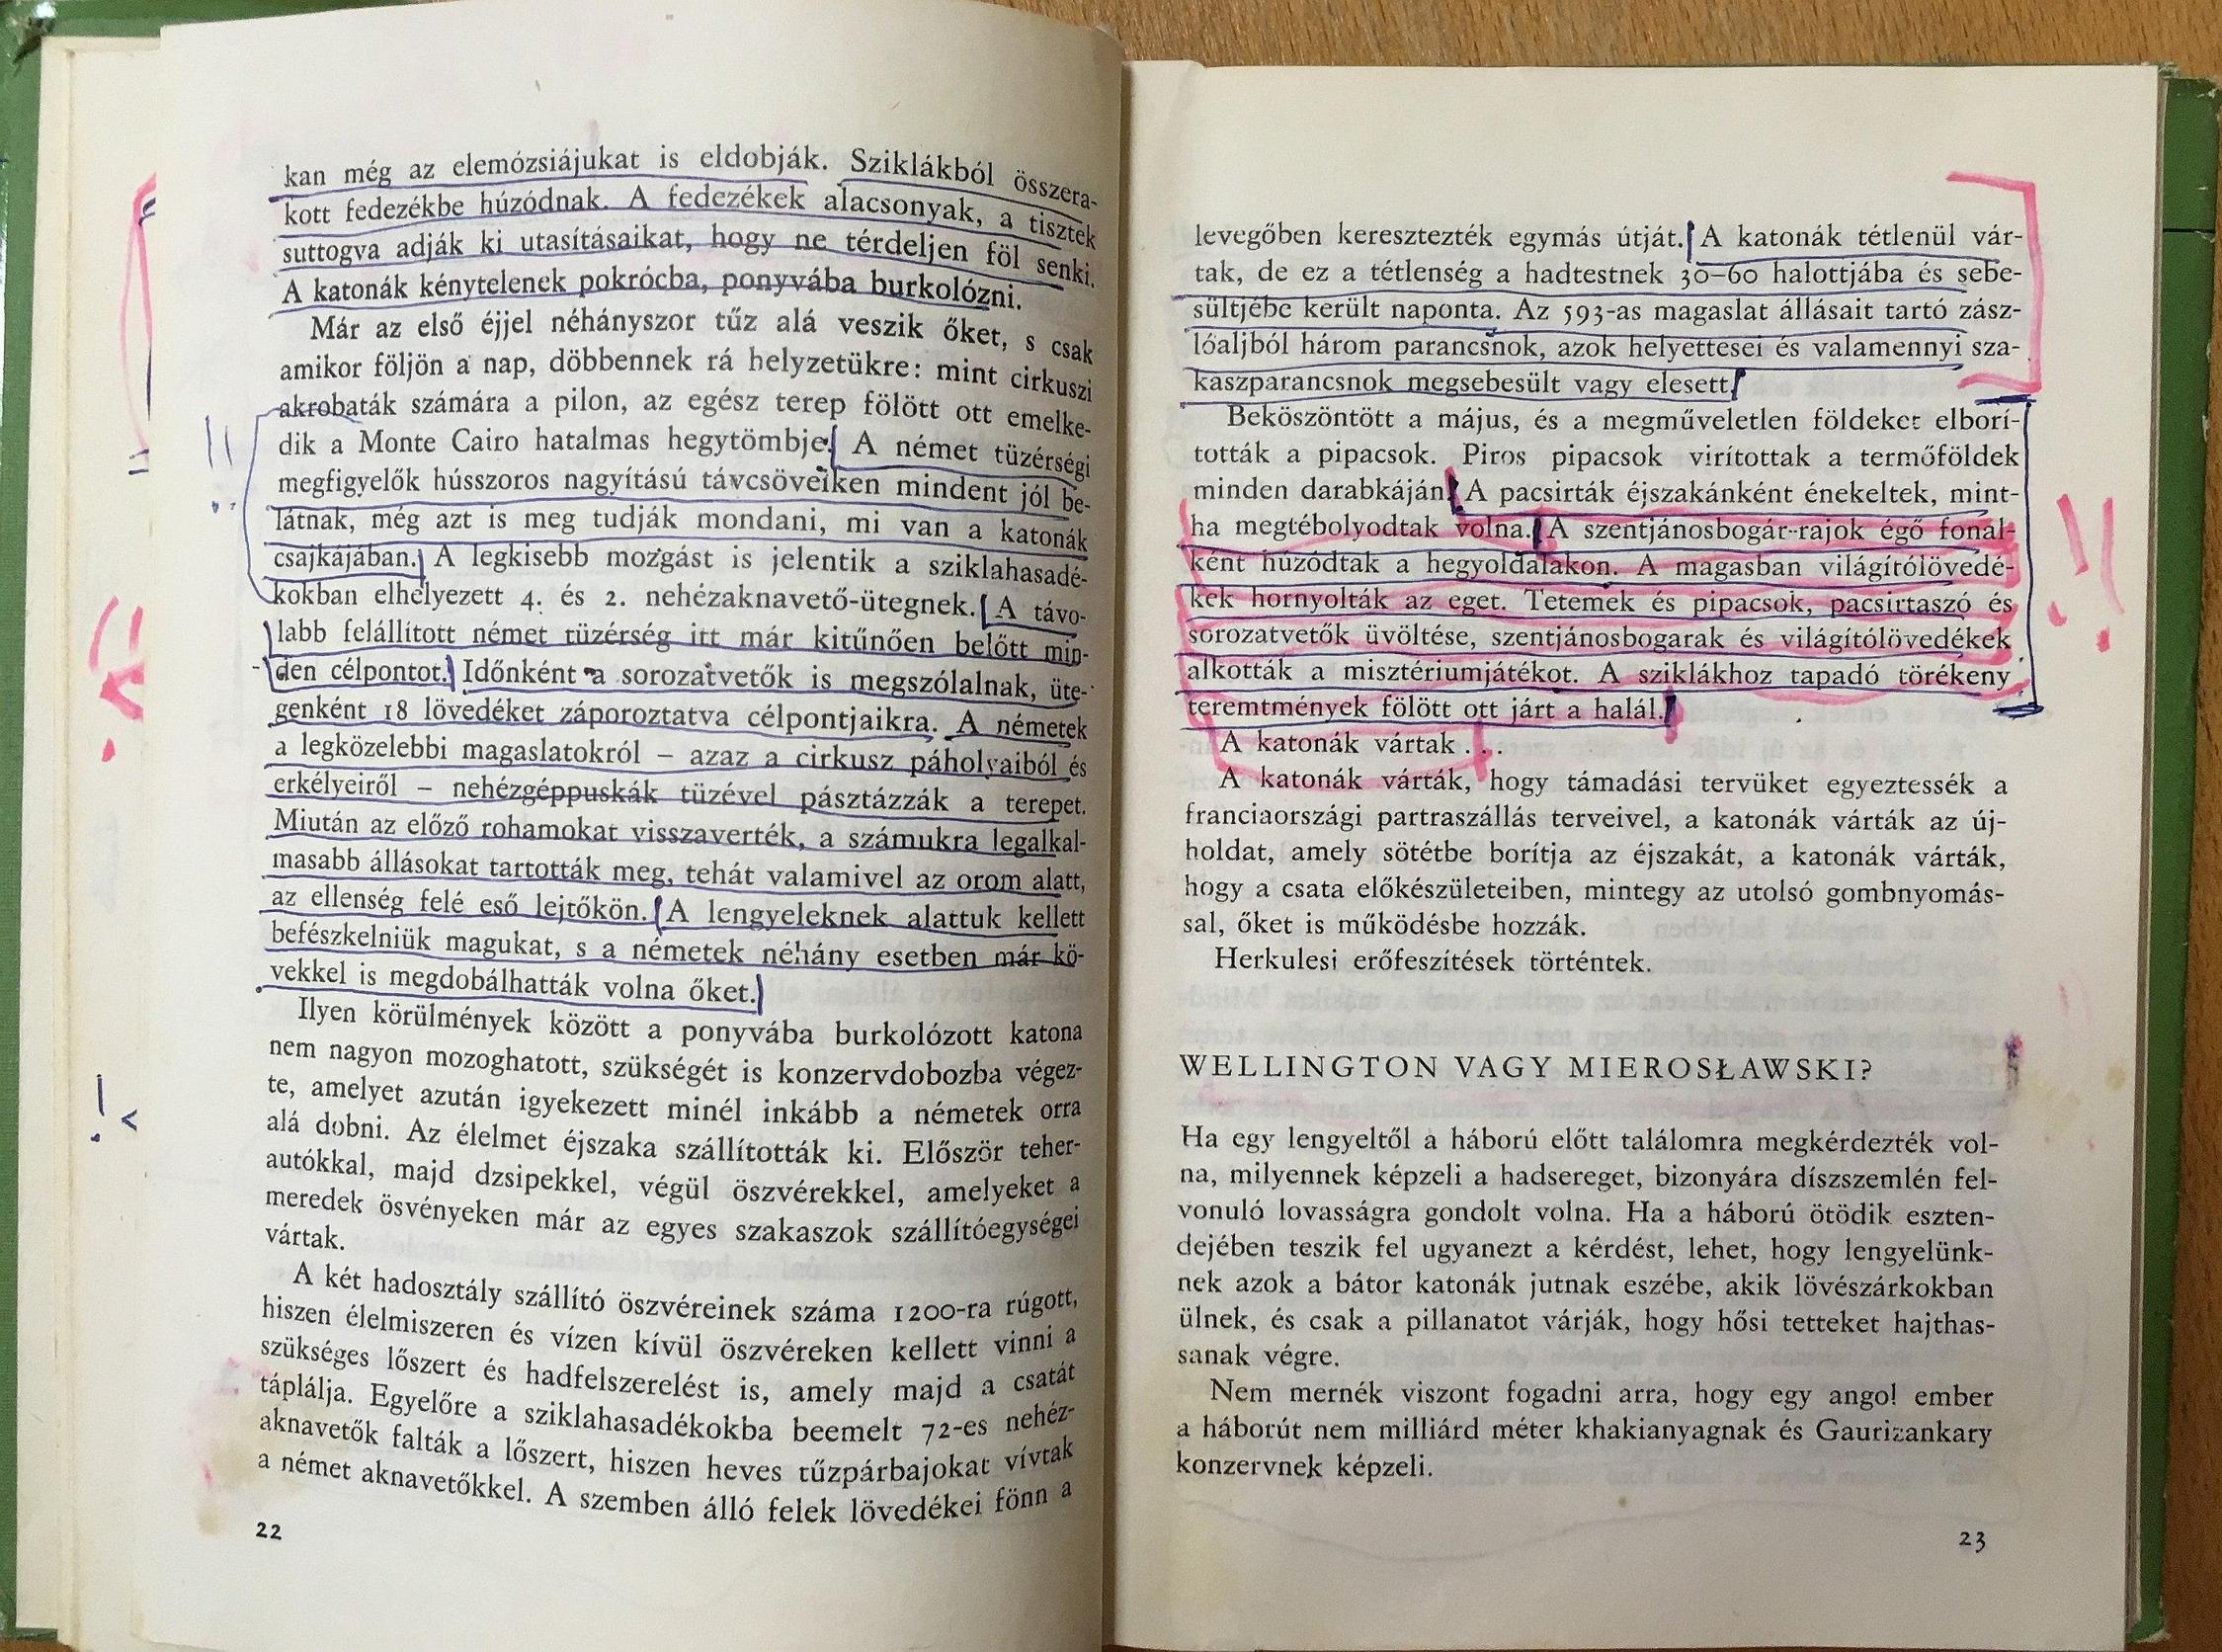 kan még az elemózsiájukat is eldobják. Sziklákból összera-
kott fedezékbe húzódnak. A fedezékek alacsonyak, a tisztek
suttogva adják ki utasításaikat, hogy ne térdeljen föl senki.
A katonák kénytelenek pokrócba, ponyvába burkolózni.
Már az első éjjel néhányszor tűz alá veszik őket, s csak
amikor följön a nap, döbbennek rá helyzetükre: mint cirkuszi
akrobaták számára a pilon, az egész terep fölött ott emelke-
dik a Monte Cairo hatalmas hegytömbje. A német tüzérségi
megfigyelők hússzoros nagyítású távcsöveiken mindent jól be-
látnak, még azt is meg tudják mondani, mi van a katonák
csajkájában. A legkisebb mozgást is jelentik a sziklahasadé-
kokban elhelyezett 4. és 2. nehézaknavető-ütegnek. A távo-
labb felállított német tüzérség itt már kitűnően belőtt min-
den célpontot. Időnként a sorozatvetők is megszólalnak, üte-
genként 18 lövedéket záporoztatva célpontjaikra. A németek
a legközelebbi magaslatokról – azaz a cirkusz páholyaiból és
erkélyeiről – nehézgéppuskák tüzével pásztázzák a terepet.
Miután az előző rohamokat visszaverték, a számukra legalkal-
masabb állásokat tartották meg, tehát valamivel az orom alatt,
az ellenség felé eső lejtőkön. A lengyeleknek alattuk kellett
befészkelniük magukat, s a németek néhány esetben már kö-
vekkel is megdobálhatták volna őket.
Ilyen körülmények között a ponyvába burkolózott katona
nem nagyon mozoghatott, szükségét is konzervdobozba végez-
te, amelyet azután igyekezett minél inkább a németek orra
alá dobni. Az élelmet éjszaka szállították ki. Először teher-
autókkal, majd dzsipekkel, végül öszvérekkel, amelyeket a
meredek ösvényeken már az egyes szakaszok szállítóegységei
vártak.
A két hadosztály szállító öszvéreinek száma 1200-ra rúgott,
hiszen élelmiszeren és vízen kívül öszvéreken kellett vinni a
szükséges lőszert és hadfelszerelést is, amely majd a csatát
táplálja. Egyelőre a sziklahasadékokba beemelt 72-es nehéz-
aknavetők falták a lőszert, hiszen heves tűzpárbajokat vívtak
a német aknavetőkkel. A szemben álló felek lövedékei fönn a
22
levegőben keresztezték egymás útját. A katonák tétlenül vár-
tak, de ez a tétlenség a hadtestnek 30–60 halottjába és sebe-
sültjébe került naponta. Az 593-as magaslat állásait tartó zász-
lóaljból három parancsnok, azok helyettesei és valamennyi sza-
kaszparancsnok megsebesült vagy elesett.
Beköszöntött a május, és a megműveletlen földeket elborí-
tották a pipacsok. Piros pipacsok virítottak a termőföldek
minden darabkáján. A pacsirták éjszakánként énekeltek, mint-
ha megtébolyodtak volna. A szentjánosbogár-rajok égő fonál-
ként húzódtak a hegyoldalakon. A magasban világítólövedé-
kek hornyolták az eget. Tetemek és pipacsok, pacsirtaszó és
sorozatvetők üvöltése, szentjánosbogarak és világítólövedékek
alkották a misztériumjátékot. A sziklákhoz tapadó törékeny
teremtmények fölött ott járt a halál.
A katonák vártak . . .
A katonák várták, hogy támadási tervüket egyeztessék a
franciaországi partraszállás terveivel, a katonák várták az új-
holdat, amely sötétbe borítja az éjszakát, a katonák várták,
hogy a csata előkészületeiben, mintegy az utolsó gombnyomás-
sal, őket is működésbe hozzák.
Herkulesi erőfeszítések történtek.
WELLINGTON VAGY MIEROSŁAWSKI?
Ha egy lengyeltől a háború előtt találomra megkérdezték vol-
na, milyennek képzeli a hadsereget, bizonyára díszszemlén fel-
vonuló lovasságra gondolt volna. Ha a háború ötödik eszten-
dejében teszik fel ugyanezt a kérdést, lehet, hogy lengyelünk-
nek azok a bátor katonák jutnak eszébe, akik lövészárkokban
ülnek, és csak a pillanatot várják, hogy hősi tetteket hajthas-
sanak végre.
Nem mernék viszont fogadni arra, hogy egy angol ember
a háborút nem milliárd méter khakianyagnak és Gaurizankary
konzervnek képzeli.
23